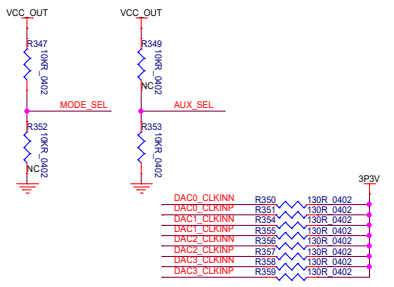 VCC_OUT VCC_OUT
R347 R349
10KR_0402 10KR_0402
NC
MODE_SEL AUX_SEL
R352 R353
10KR_0402 10KR_0402
NC
3P3V
DAC0_CLKINN R350 130R_0402
DAC0_CLKINP R351 130R_0402
DAC1_CLKINN R354 130R_0402
DAC1_CLKINP R355 130R_0402
DAC2_CLKINN R356 130R_0402
DAC2_CLKINP R357 130R_0402
DAC3_CLKINN R358 130R_0402
DAC3_CLKINP R359 130R_0402